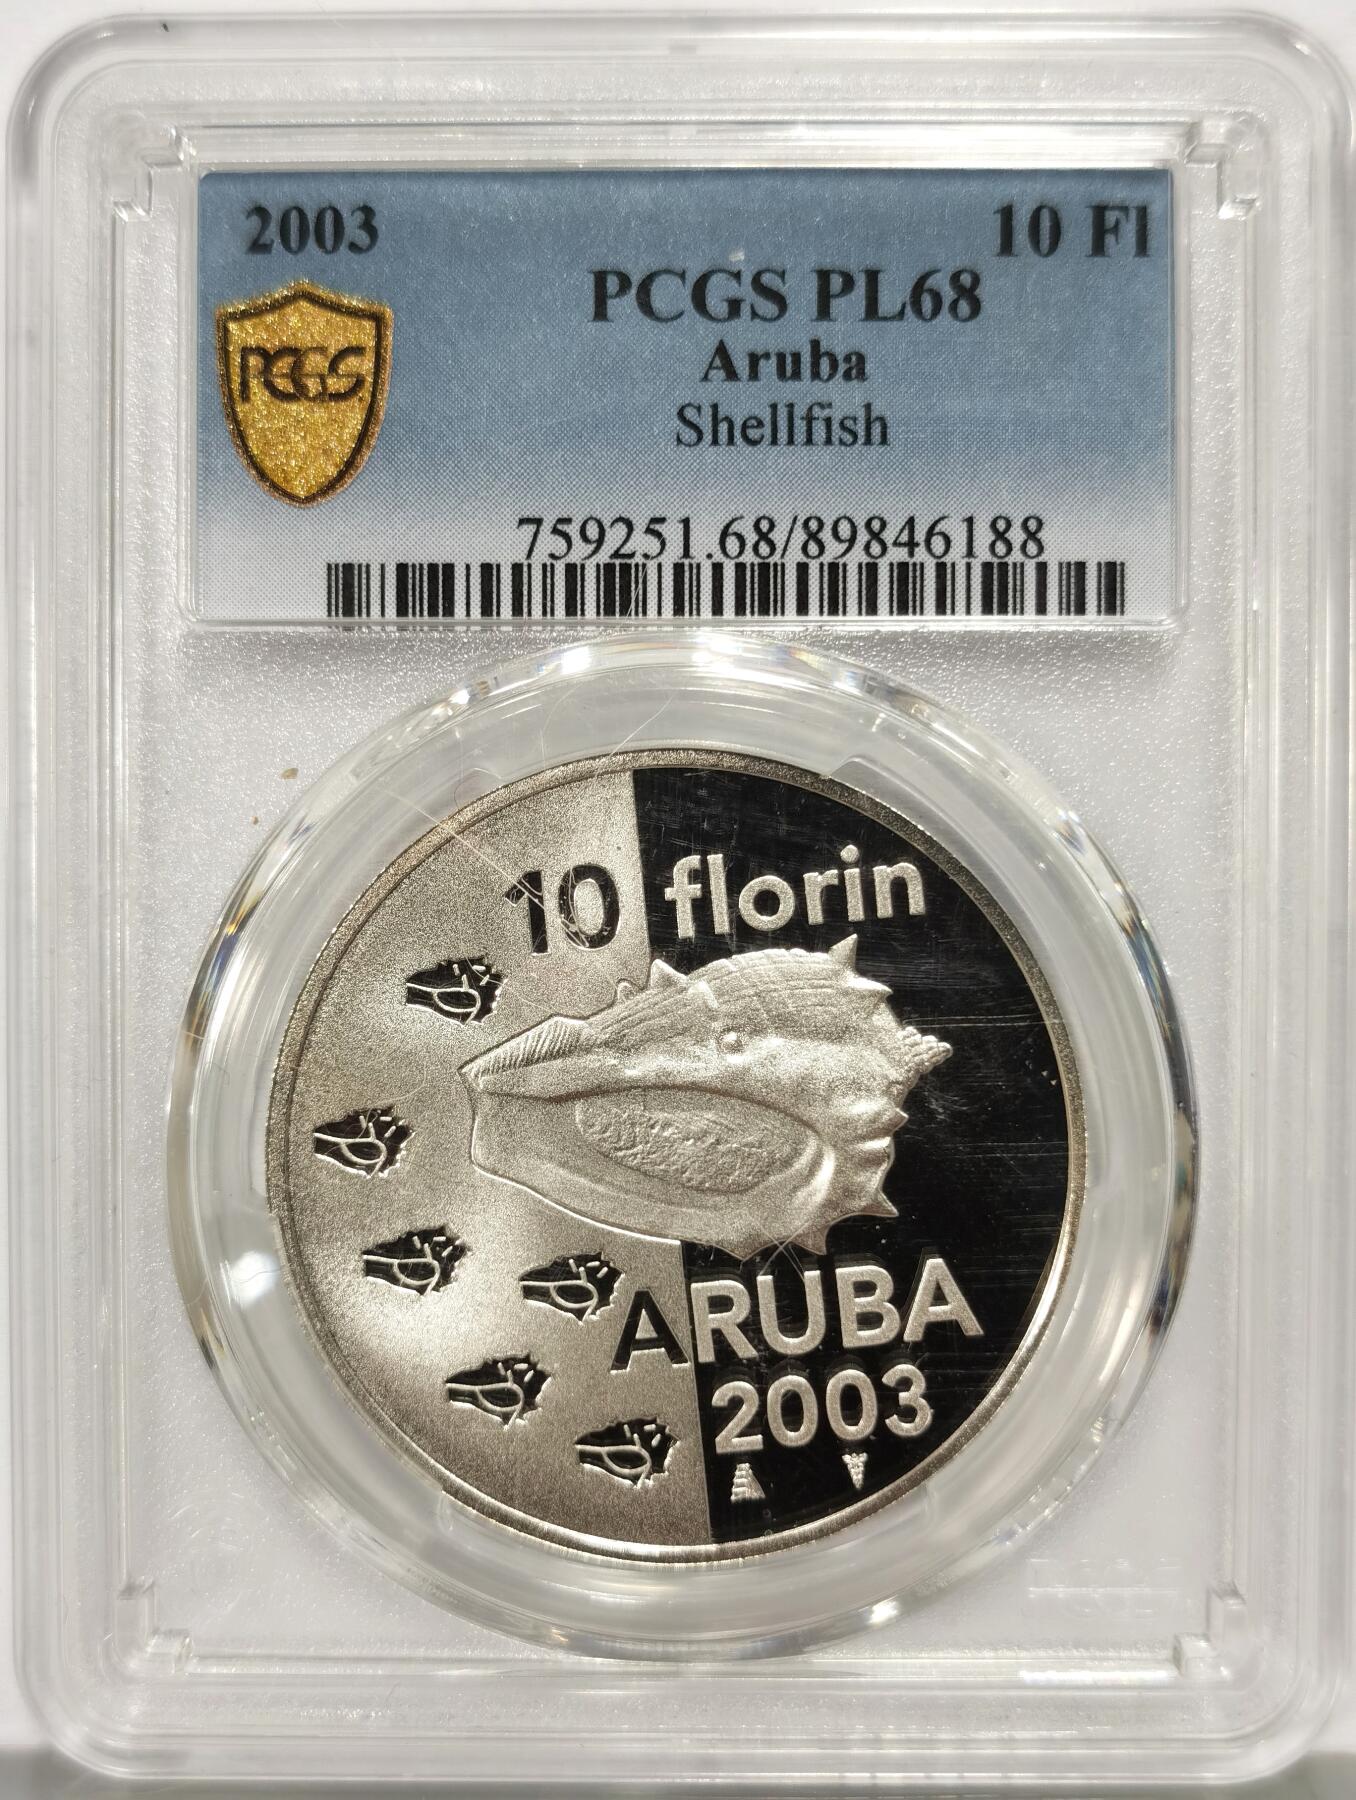 2003
10 Fl
PCGS PL68
Aruba
PCGS
Shellfish
759251.68/89846188
10 florin
ARUBA
2003